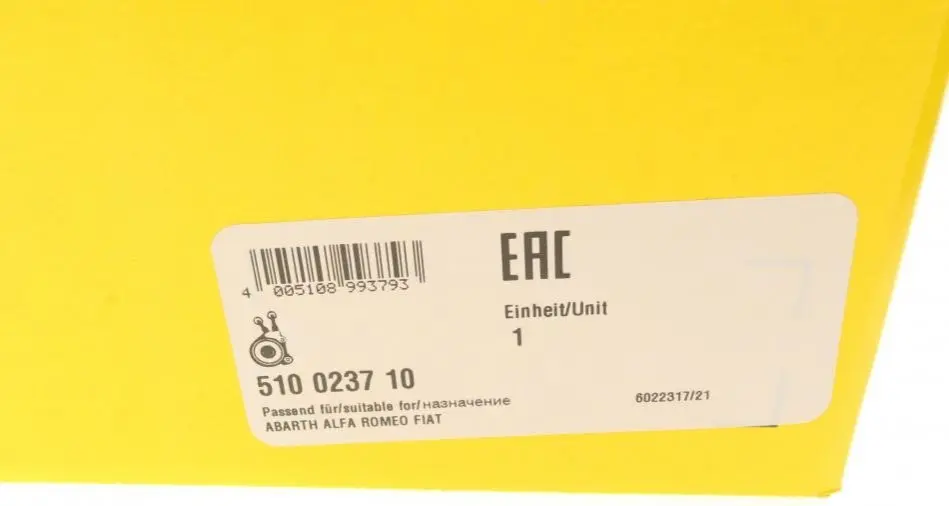 4 005108 993793
EAC
Einheit/Unit
1
510 0237 10
Passend für/suitable for/назначение
ABARTH ALFA ROMEO FIAT
6022317/21